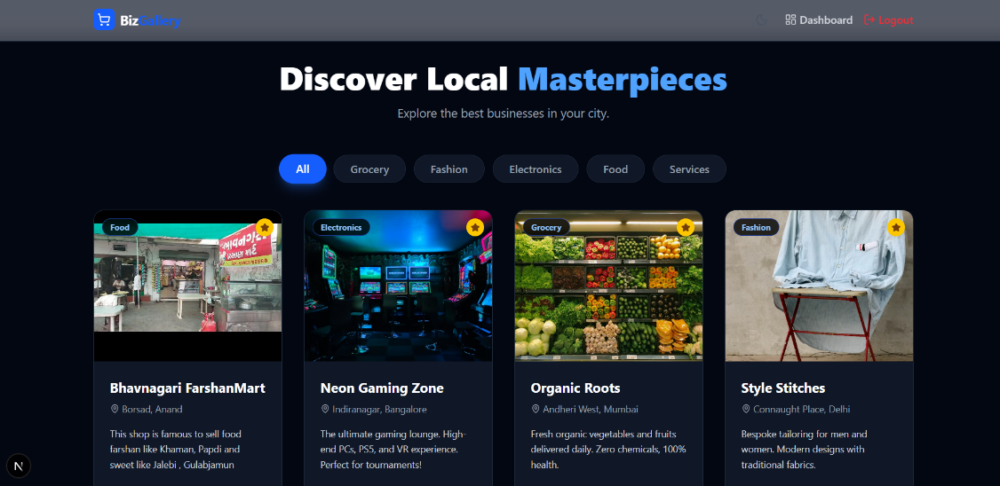 BizGallery
Dashboard
Logout
Discover Local Masterpieces
Explore the best businesses in your city.
All
Grocery
Fashion
Electronics
Food
Services
Food
Electronics
Grocery
Fashion
Bhavnagari FarshanMart
Borsad, Anand
This shop is famous to sell food
farshan like Khaman, Papdi and
sweet like Jalebi , Gulabjamun
Neon Gaming Zone
Indiranagar, Bangalore
The ultimate gaming lounge. High-
end PCs, PS5, and VR experience.
Perfect for tournaments!
Organic Roots
Andheri West, Mumbai
Fresh organic vegetables and fruits
delivered daily. Zero chemicals, 100%
health.
Style Stitches
Connaught Place, Delhi
Bespoke tailoring for men and
women. Modern designs with
traditional fabrics.
N